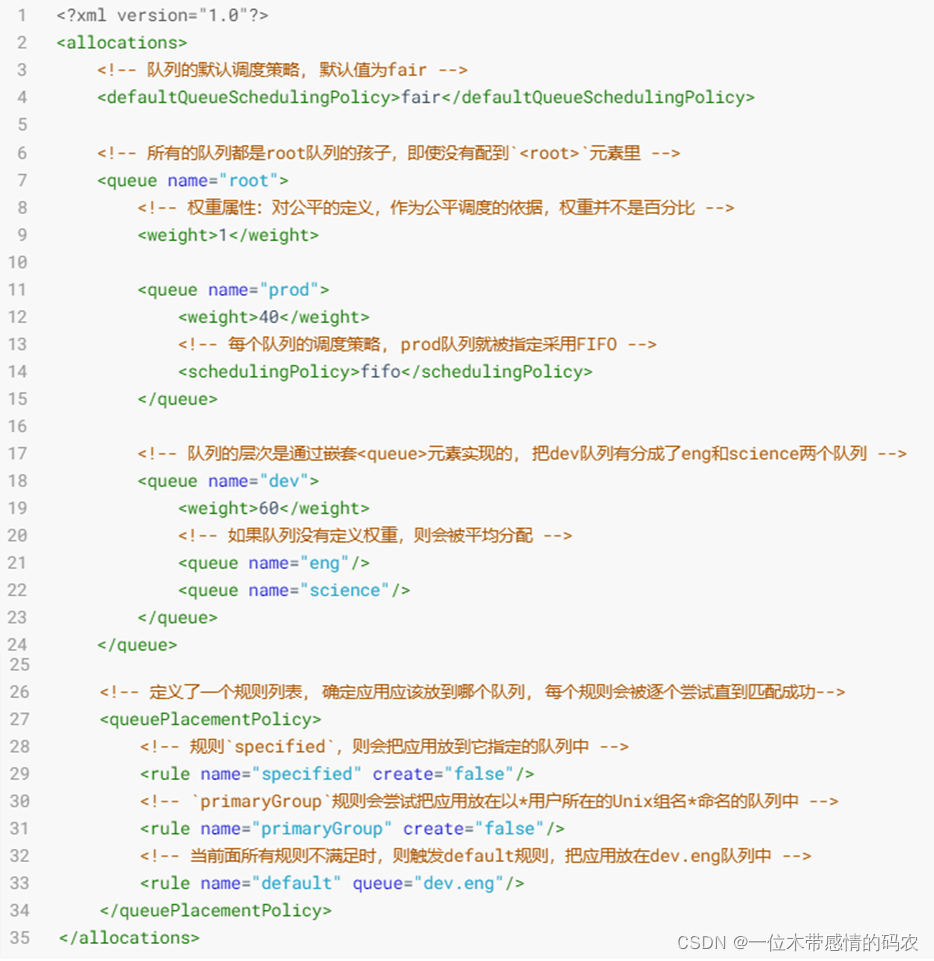 1 <?xml version="1.0"?>
2 <allocations>
3 <!-- 队列的默认调度策略, 默认值为fair -->
4 <defaultQueueSchedulingPolicy>fair</defaultQueueSchedulingPolicy>
5
6 <!-- 所有的队列都是root队列的孩子，即使没有配到`<root>`元素里 -->
7 <queue name="root">
8 <!-- 权重属性：对公平的定义，作为公平调度的依据，权重并不是百分比 -->
9 <weight>1</weight>
10
11 <queue name="prod">
12 <weight>40</weight>
13 <!-- 每个队列的调度策略, prod队列就被指定采用FIFO -->
14 <schedulingPolicy>fifo</schedulingPolicy>
15 </queue>
16
17 <!-- 队列的层次是通过嵌套<queue>元素实现的, 把dev队列有分成了eng和science两个队列 -->
18 <queue name="dev">
19 <weight>60</weight>
20 <!-- 如果队列没有定义权重，则会被平均分配 -->
21 <queue name="eng"/>
22 <queue name="science"/>
23 </queue>
24 </queue>
25
26 <!-- 定义了一个规则列表, 确定应用应该放到哪个队列, 每个规则会被逐个尝试直到匹配成功-->
27 <queuePlacementPolicy>
28 <!-- 规则`specified`，则会把应用放到它指定的队列中 -->
29 <rule name="specified" create="false"/>
30 <!-- `primaryGroup`规则会尝试把应用放在以*用户所在的Unix组名*命名的队列中 -->
31 <rule name="primaryGroup" create="false"/>
32 <!-- 当前面所有规则不满足时，则触发default规则，把应用放在dev.eng队列中 -->
33 <rule name="default" queue="dev.eng"/>
34 </queuePlacementPolicy>
35 </allocations>
CSDN @一位木带感情的码农